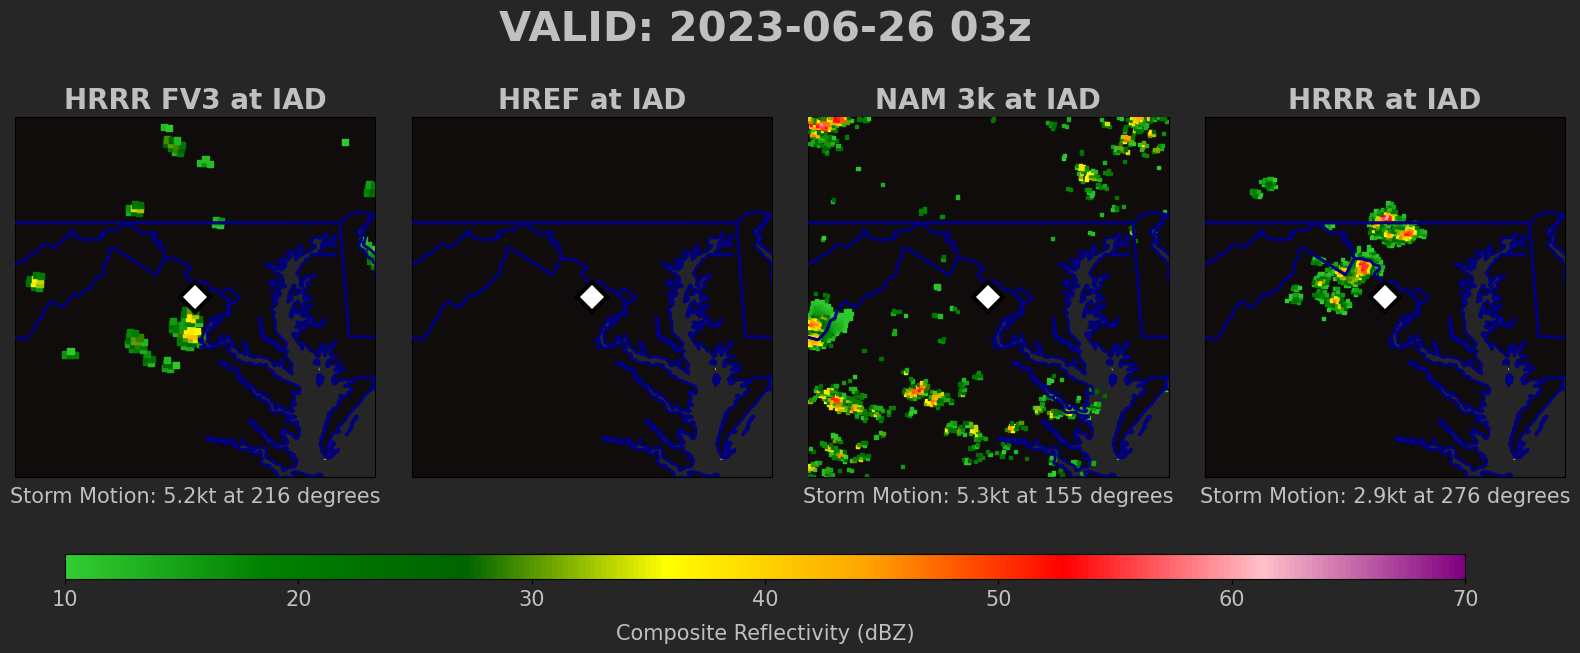 VALID: 2023-06-26 03z
HRRR FV3 at IAD
HREF at IAD
NAM 3k at IAD
HRRR at IAD
Storm Motion: 5.2kt at 216 degrees
Storm Motion: 5.3kt at 155 degrees
Storm Motion: 2.9kt at 276 degrees
10 20 30 40 50 60 70
Composite Reflectivity (dBZ)